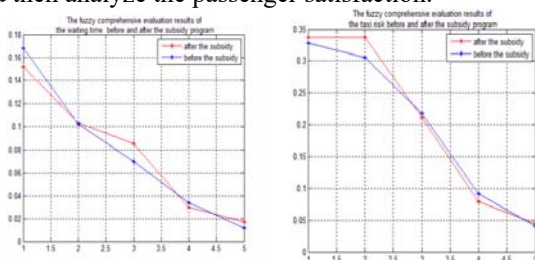 then analyze the passenger satisfaction.
The fuzzy comprehensive evaluation results of
the waiting time before and after the subsidy program
0.18
0.16
0.14
0.12
0.1
0.08
0.06
0.04
0.02
0
1 1.5 2 2.5 3 3.5 4 4.5 5
after the subsidy
before the subsidy
The fuzzy comprehensive evaluation results of
the taxi risk before and after the subsidy program
0.35
0.3
0.25
0.2
0.15
0.1
0.05
0
1 1.5 2 2.5 3 3.5 4 4.5 5
after the subsidy
before the subsidy